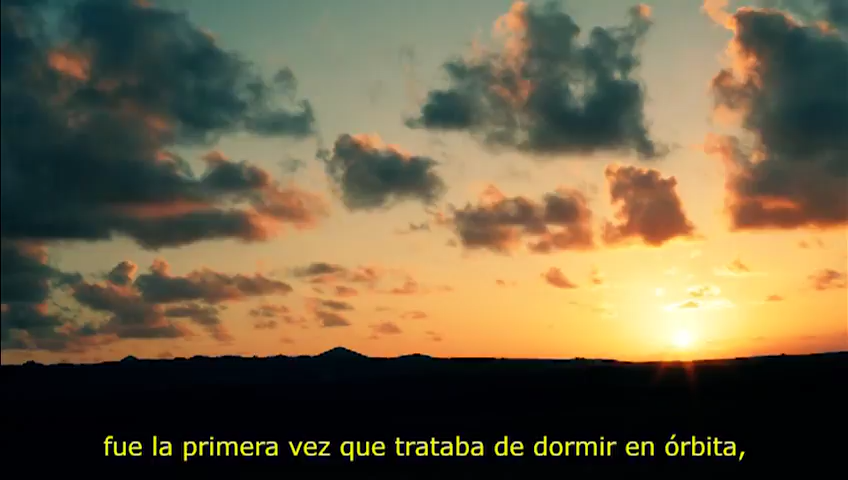 fue la primera vez que trataba de dormir en órbita,